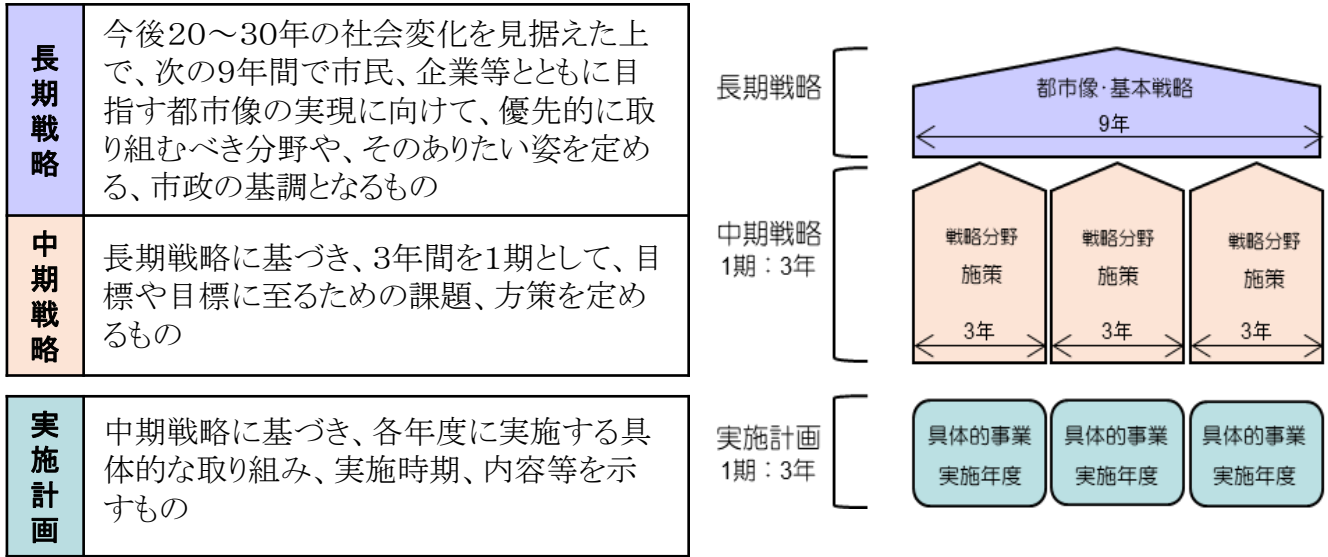 長期戦略
今後20～30年の社会変化を見据えた上
で、次の9年間で市民、企業等とともに目
指す都市像の実現に向けて、優先的に取
り組むべき分野や、そのありたい姿を定め
る、市政の基調となるもの
中期戦略
長期戦略に基づき、3年間を1期として、目
標や目標に至るための課題、方策を定め
るもの
実施計画
中期戦略に基づき、各年度に実施する具
体的な取り組み、実施時期、内容等を示
すもの
長期戦略
都市像・基本戦略
9年
中期戦略
1期：3年
戦略分野
施策
3年
戦略分野
施策
3年
戦略分野
施策
3年
実施計画
1期：3年
具体的事業
実施年度
具体的事業
実施年度
具体的事業
実施年度